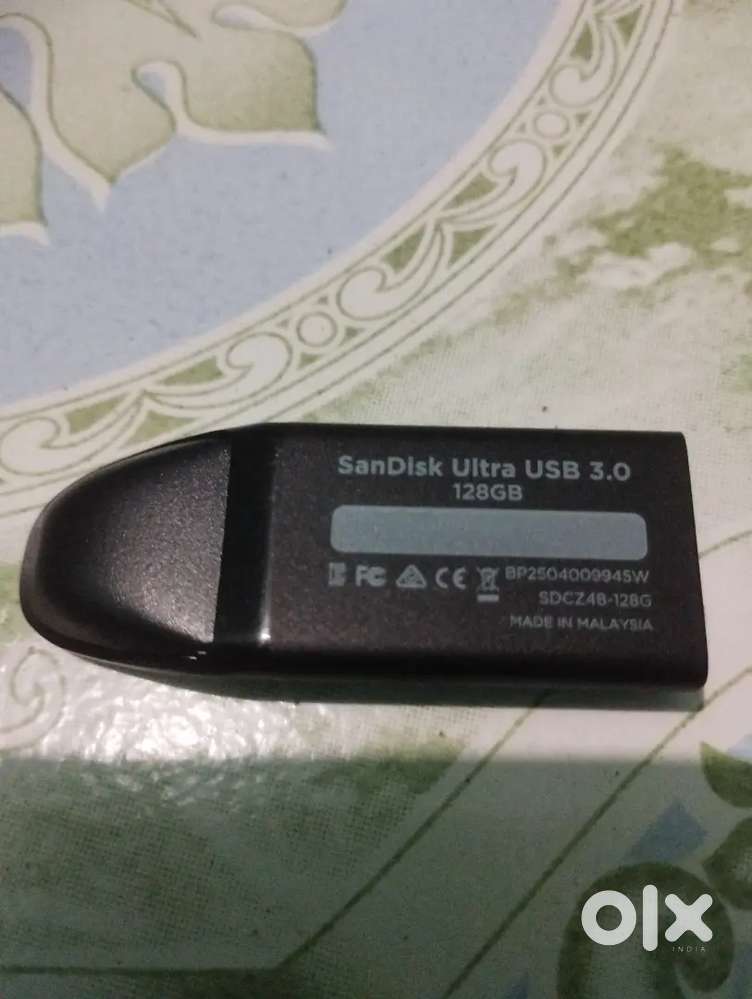 SanDisk Ultra USB 3.0
128GB
FC CE BP2504009945W
SDCZ48-128G
MADE IN MALAYSIA
olx
INDIA